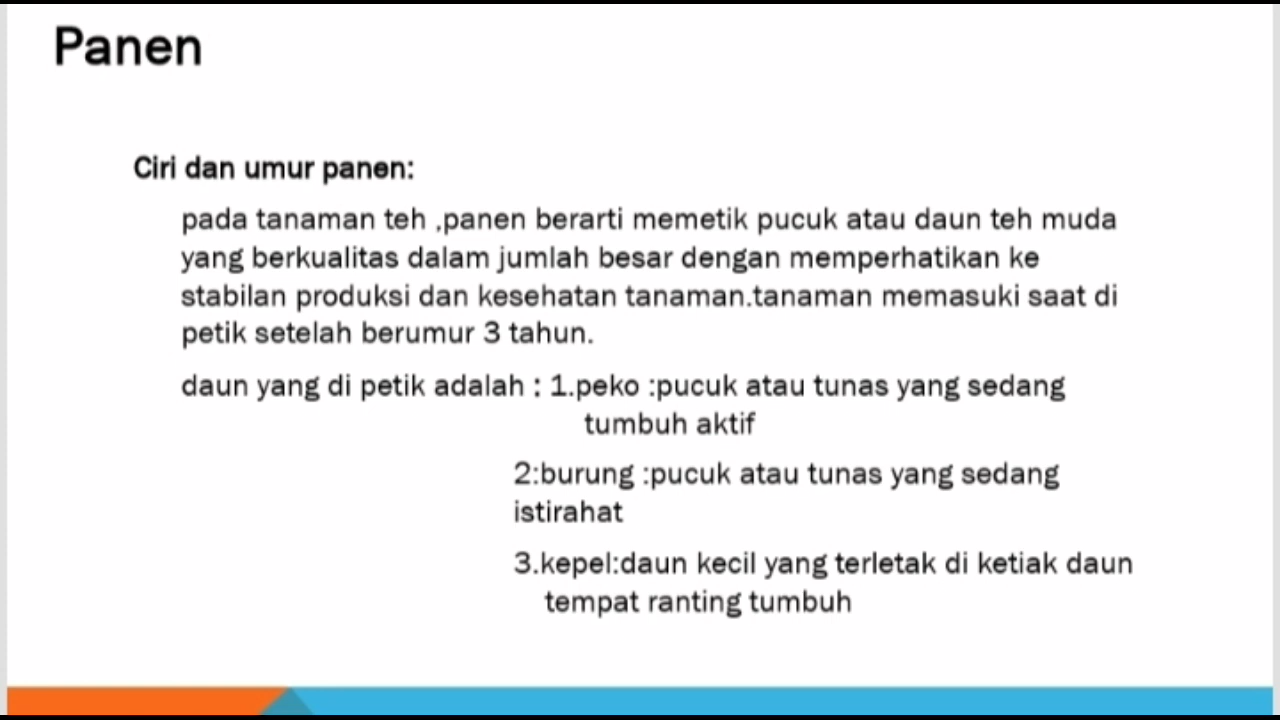 Panen
Ciri dan umur panen:
pada tanaman teh ,panen berarti memetik pucuk atau daun teh muda
yang berkualitas dalam jumlah besar dengan memperhatikan ke
stabilan produksi dan kesehatan tanaman.tanaman memasuki saat di
petik setelah berumur 3 tahun.
daun yang di petik adalah : 1.peko :pucuk atau tunas yang sedang
tumbuh aktif
2:burung :pucuk atau tunas yang sedang
istirahat
3.kepel:daun kecil yang terletak di ketiak daun
tempat ranting tumbuh